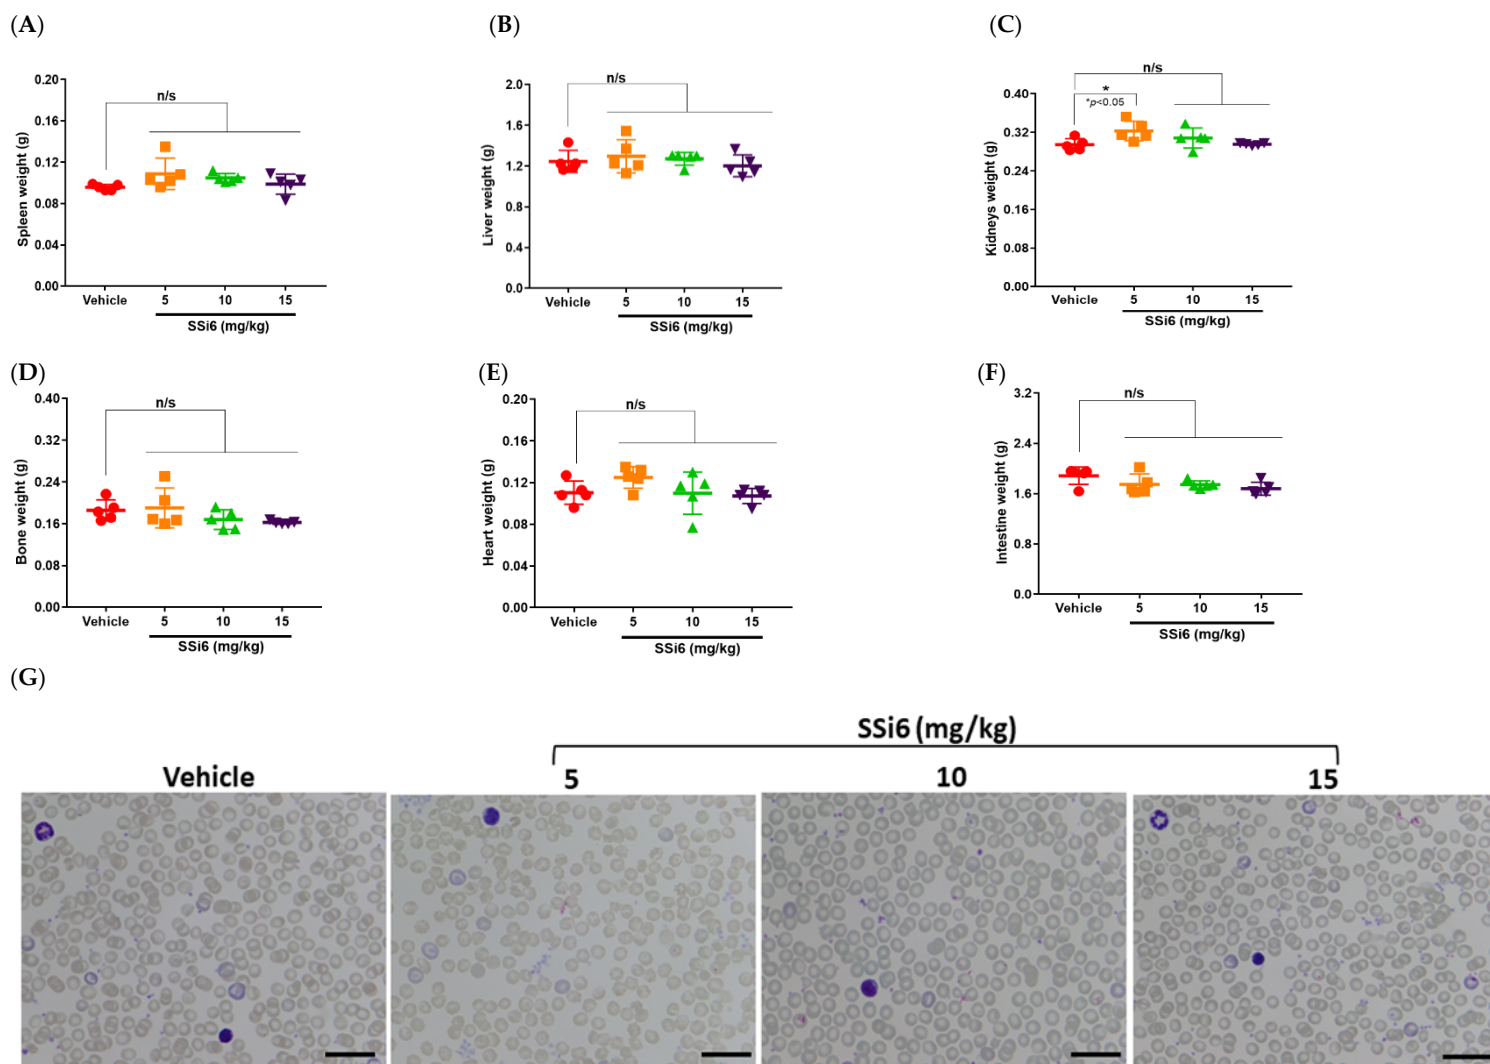 (A)
Spleen weight (g)
0.20
0.16
0.12
0.08
0.04
0.00
n/s
Vehicle 5 10 15
SSi6 (mg/kg)
(B)
Liver weight (g)
2.0
1.6
1.2
0.8
0.4
0.0
n/s
Vehicle 5 10 15
SSi6 (mg/kg)
(C)
Kidneys weight (g)
0.40
0.32
0.24
0.16
0.08
0.00
n/s
*
*p<0.05
Vehicle 5 10 15
SSi6 (mg/kg)
(D)
Bone weight (g)
0.40
0.32
0.24
0.16
0.08
0.00
n/s
Vehicle 5 10 15
SSi6 (mg/kg)
(E)
Heart weight (g)
0.20
0.16
0.12
0.08
0.04
0.00
n/s
Vehicle 5 10 15
SSi6 (mg/kg)
(F)
Intestine weight (g)
3.2
2.4
1.6
0.8
0.0
n/s
Vehicle 5 10 15
SSi6 (mg/kg)
(G)
SSi6 (mg/kg)
Vehicle 5 10 15